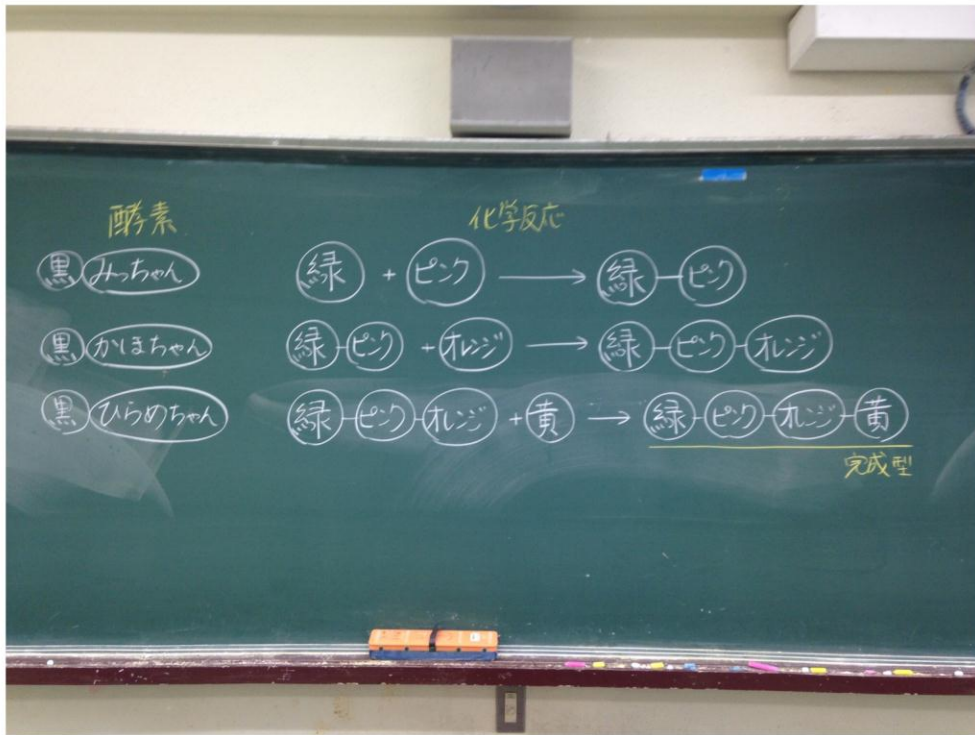 酵素 化学反応
黒 みっちゃん 緑 + ピンク → 緑-ピンク
黒 かほちゃん 緑-ピンク + オレンジ → 緑-ピンク-オレンジ
黒 ひらめちゃん 緑-ピンク-オレンジ + 黄 → 緑-ピンク-オレンジ-黄
完成型